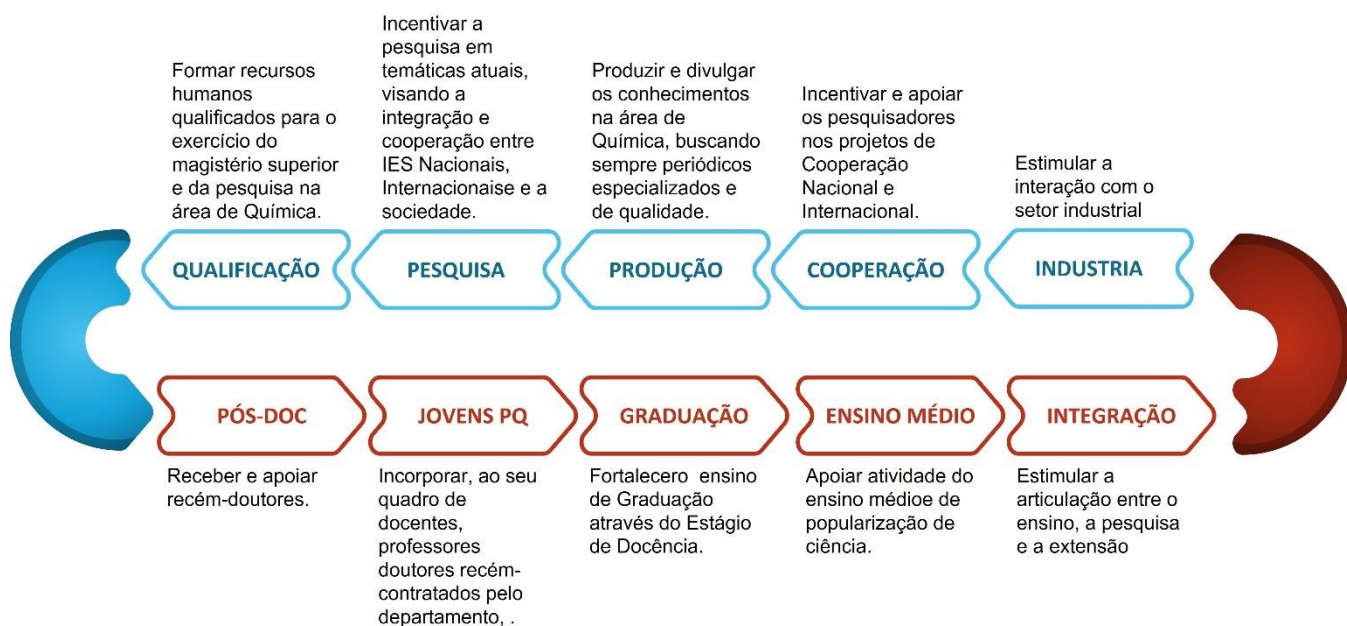 Formar recursos
humanos
qualificados para o
exercício do
magistério superior
e da pesquisa na
área de Química.
Incentivar a
pesquisa em
temáticas atuais,
visando a
integração e
cooperação entre
IES Nacionais,
Internacionaise e a
sociedade.
Produzir e divulgar
os conhecimentos
na área de
Química, buscando
sempre periódicos
especializados e
de qualidade.
Incentivar e apoiar
os pesquisadores
nos projetos de
Cooperação
Nacional e
Internacional.
Estimular a
interação com o
setor industrial
QUALIFICAÇÃO
PESQUISA
PRODUÇÃO
COOPERAÇÃO
INDUSTRIA
PÓS-DOC
JOVENS PQ
GRADUAÇÃO
ENSINO MÉDIO
INTEGRAÇÃO
Receber e apoiar
recém-doutores.
Incorporar, ao seu
quadro de
docentes,
professores
doutores recém-
contratados pelo
departamento, .
Fortalecero ensino
de Graduação
através do Estágio
de Docência.
Apoiar atividade do
ensino médioe de
popularização de
ciência.
Estimular a
articulação entre o
ensino, a pesquisa
e a extensão